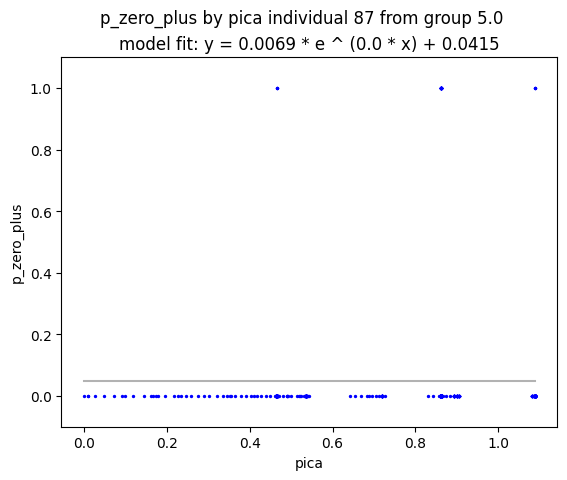 p_zero_plus by pica individual 87 from group 5.0
model fit: y = 0.0069 * e ^ (0.0 * x) + 0.0415
1.0
0.8
0.6
0.4
0.2
0.0
p_zero_plus
0.0 0.2 0.4 0.6 0.8 1.0
pica